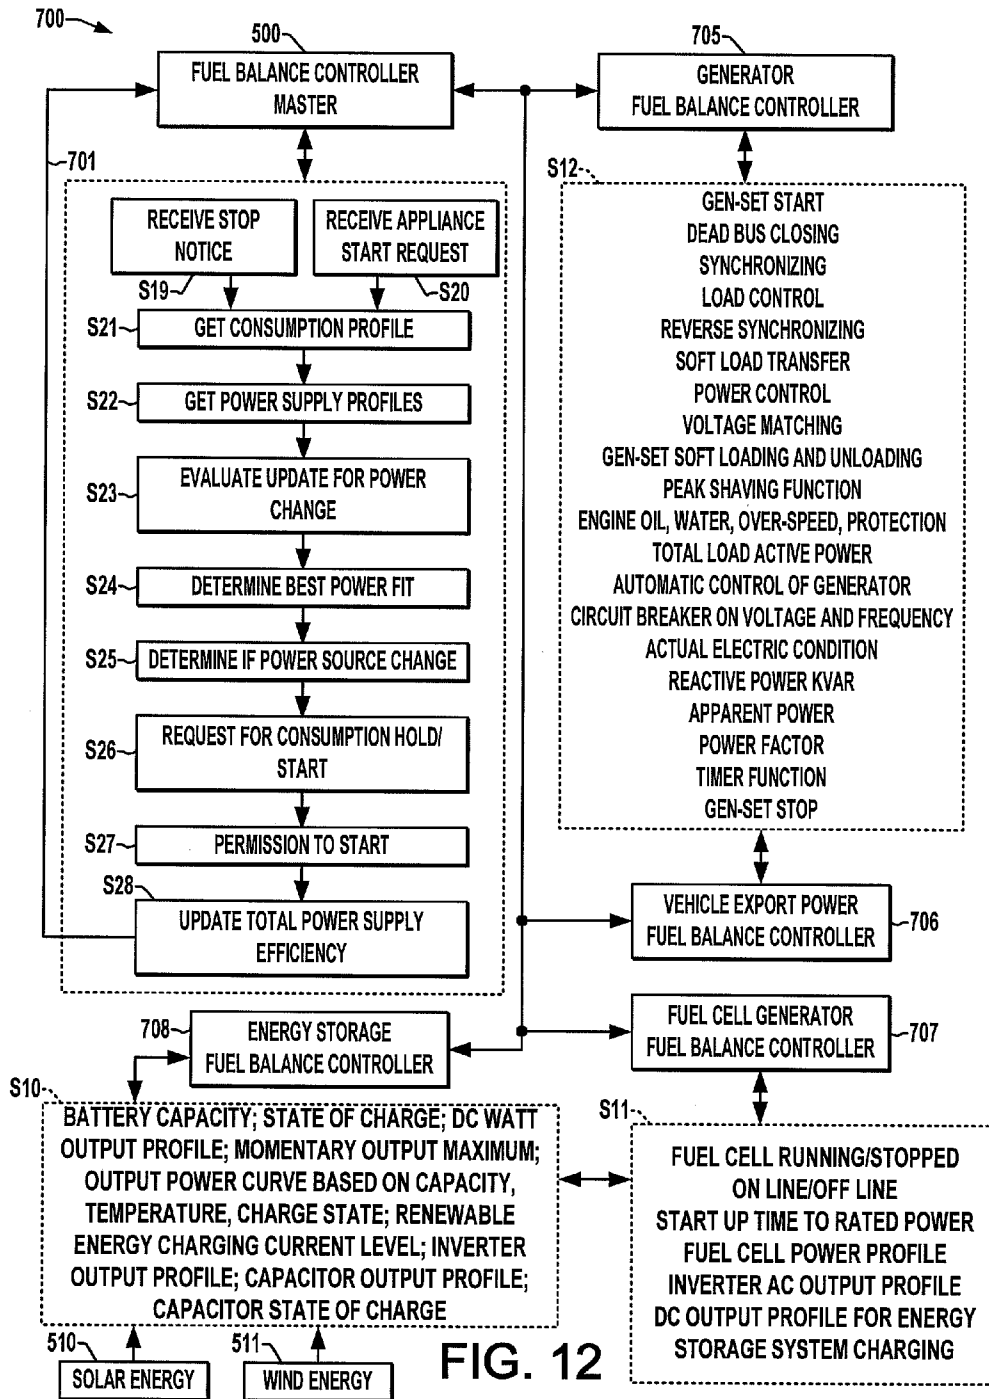 700
500
FUEL BALANCE CONTROLLER
MASTER
705
GENERATOR
FUEL BALANCE CONTROLLER
701
RECEIVE STOP
NOTICE
S19
RECEIVE APPLIANCE
START REQUEST
S20
S21
GET CONSUMPTION PROFILE
S22
GET POWER SUPPLY PROFILES
S23
EVALUATE UPDATE FOR POWER
CHANGE
S24
DETERMINE BEST POWER FIT
S25
DETERMINE IF POWER SOURCE CHANGE
S26
REQUEST FOR CONSUMPTION HOLD/
START
S27
PERMISSION TO START
S28
UPDATE TOTAL POWER SUPPLY
EFFICIENCY
S12
GEN-SET START
DEAD BUS CLOSING
SYNCHRONIZING
LOAD CONTROL
REVERSE SYNCHRONIZING
SOFT LOAD TRANSFER
POWER CONTROL
VOLTAGE MATCHING
GEN-SET SOFT LOADING AND UNLOADING
PEAK SHAVING FUNCTION
ENGINE OIL, WATER, OVER-SPEED, PROTECTION
TOTAL LOAD ACTIVE POWER
AUTOMATIC CONTROL OF GENERATOR
CIRCUIT BREAKER ON VOLTAGE AND FREQUENCY
ACTUAL ELECTRIC CONDITION
REACTIVE POWER KVAR
APPARENT POWER
POWER FACTOR
TIMER FUNCTION
GEN-SET STOP
VEHICLE EXPORT POWER
FUEL BALANCE CONTROLLER
706
708
ENERGY STORAGE
FUEL BALANCE CONTROLLER
FUEL CELL GENERATOR
FUEL BALANCE CONTROLLER
707
S10
BATTERY CAPACITY; STATE OF CHARGE; DC WATT
OUTPUT PROFILE; MOMENTARY OUTPUT MAXIMUM;
OUTPUT POWER CURVE BASED ON CAPACITY,
TEMPERATURE, CHARGE STATE; RENEWABLE
ENERGY CHARGING CURRENT LEVEL; INVERTER
OUTPUT PROFILE; CAPACITOR OUTPUT PROFILE;
CAPACITOR STATE OF CHARGE
S11
FUEL CELL RUNNING/STOPPED
ON LINE/OFF LINE
START UP TIME TO RATED POWER
FUEL CELL POWER PROFILE
INVERTER AC OUTPUT PROFILE
DC OUTPUT PROFILE FOR ENERGY
STORAGE SYSTEM CHARGING
510
SOLAR ENERGY
511
WIND ENERGY
FIG. 12